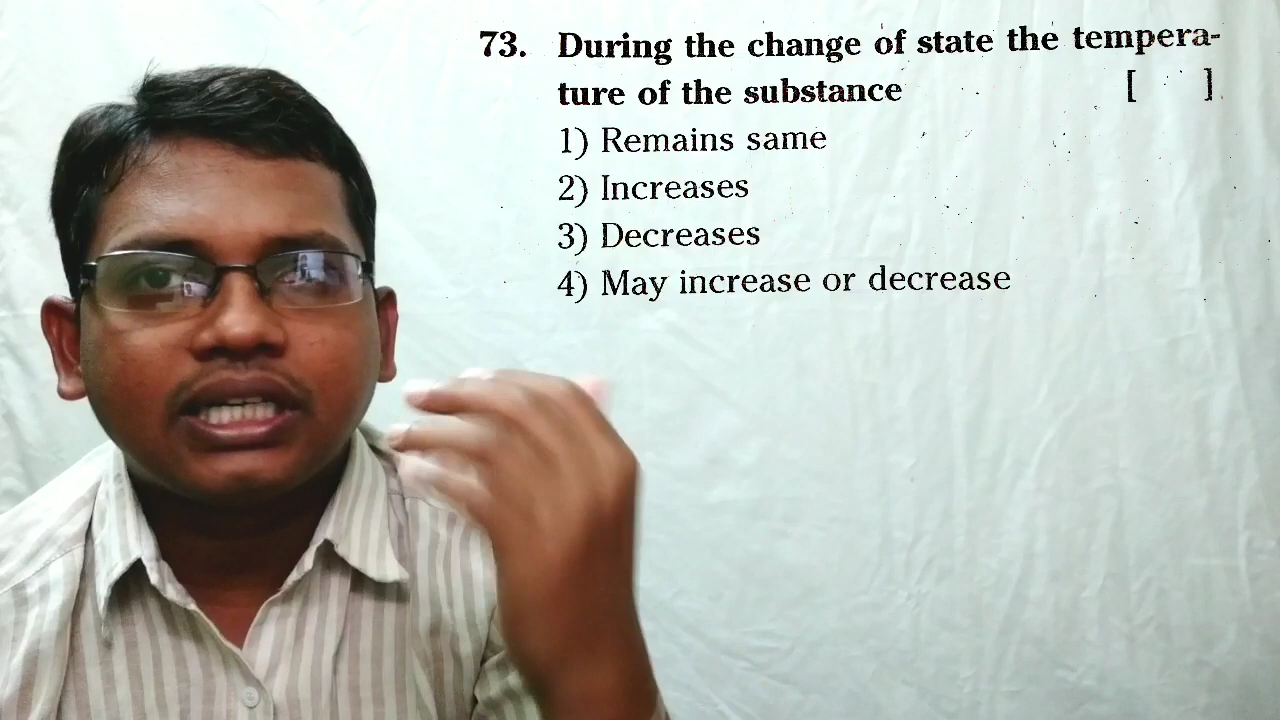 73. During the change of state the tempera-
ture of the substance [ ]
1) Remains same
2) Increases
3) Decreases
4) May increase or decrease